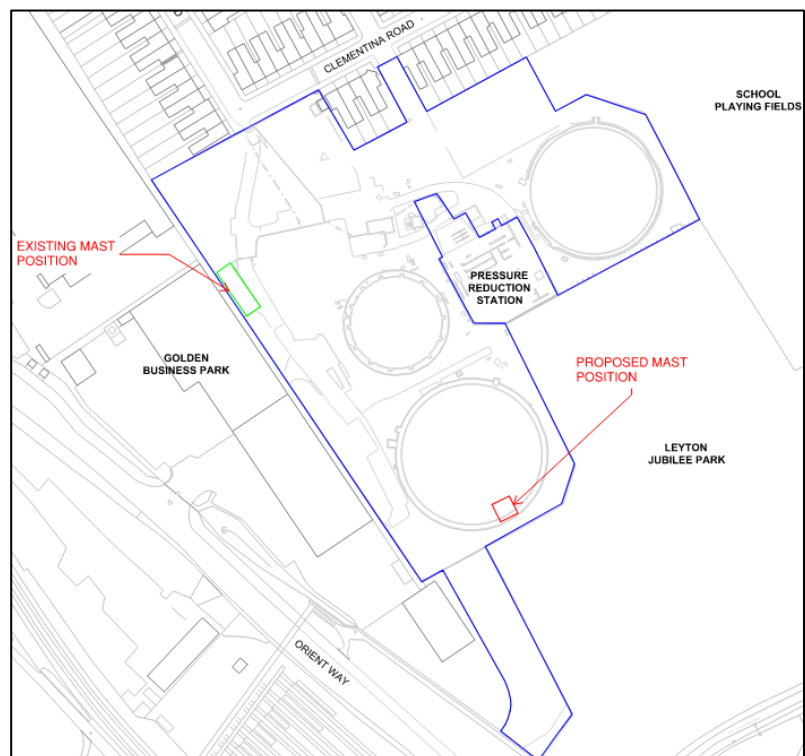 CLEMENTINA ROAD
SCHOOL
PLAYING FIELDS
EXISTING MAST
POSITION
PRESSURE
REDUCTION
STATION
GOLDEN
BUSINESS PARK
PROPOSED MAST
POSITION
LEYTON
JUBILEE PARK
ORIENT WAY